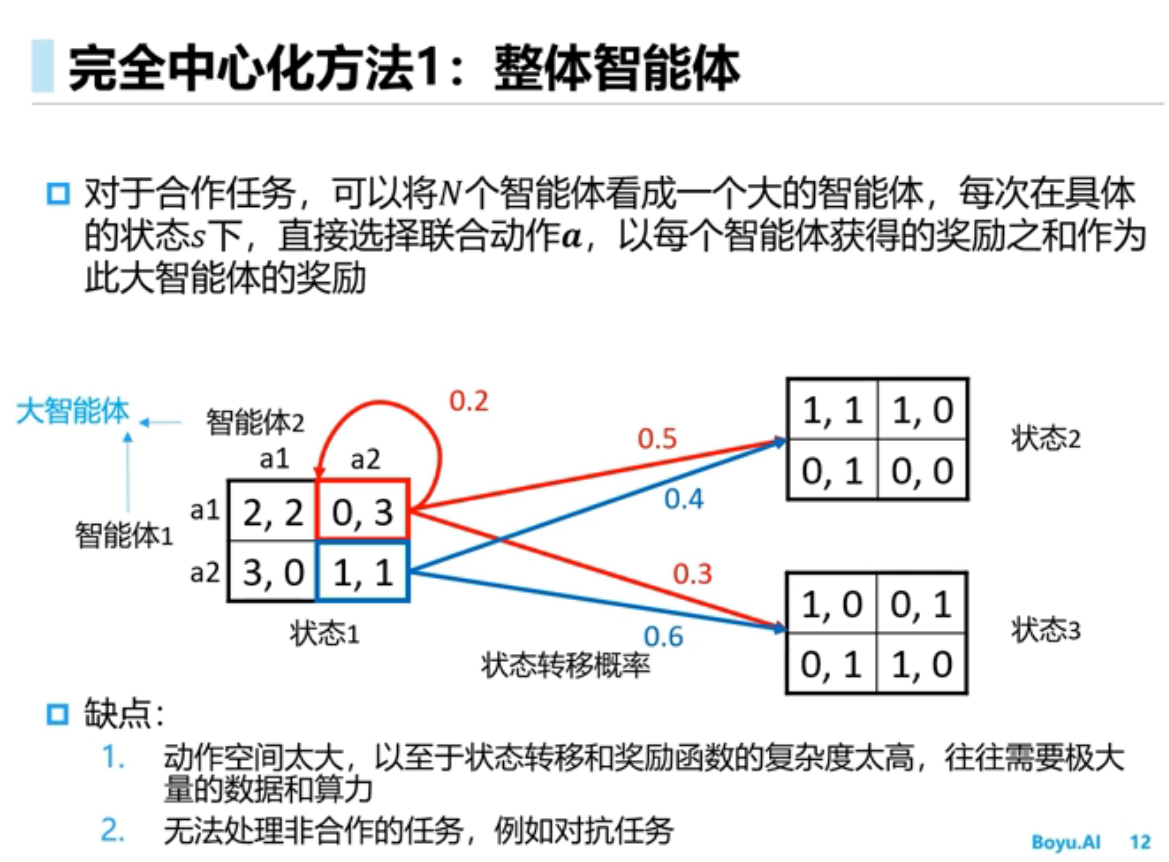 完全中心化方法1：整体智能体
对于合作任务，可以将N个智能体看成一个大的智能体，每次在具体
的状态s下，直接选择联合动作a，以每个智能体获得的奖励之和作为
此大智能体的奖励
大智能体
智能体2
0.2
a1 a2
智能体1
a1 2, 2 0, 3
a2 3, 0 1, 1
状态1
0.5
0.4
0.3
0.6
状态转移概率
1, 1 1, 0
0, 1 0, 0
状态2
1, 0 0, 1
0, 1 1, 0
状态3
缺点：
1. 动作空间太大，以至于状态转移和奖励函数的复杂度太高，往往需要极大
量的数据和算力
2. 无法处理非合作的任务，例如对抗任务
Boyu.AI 12